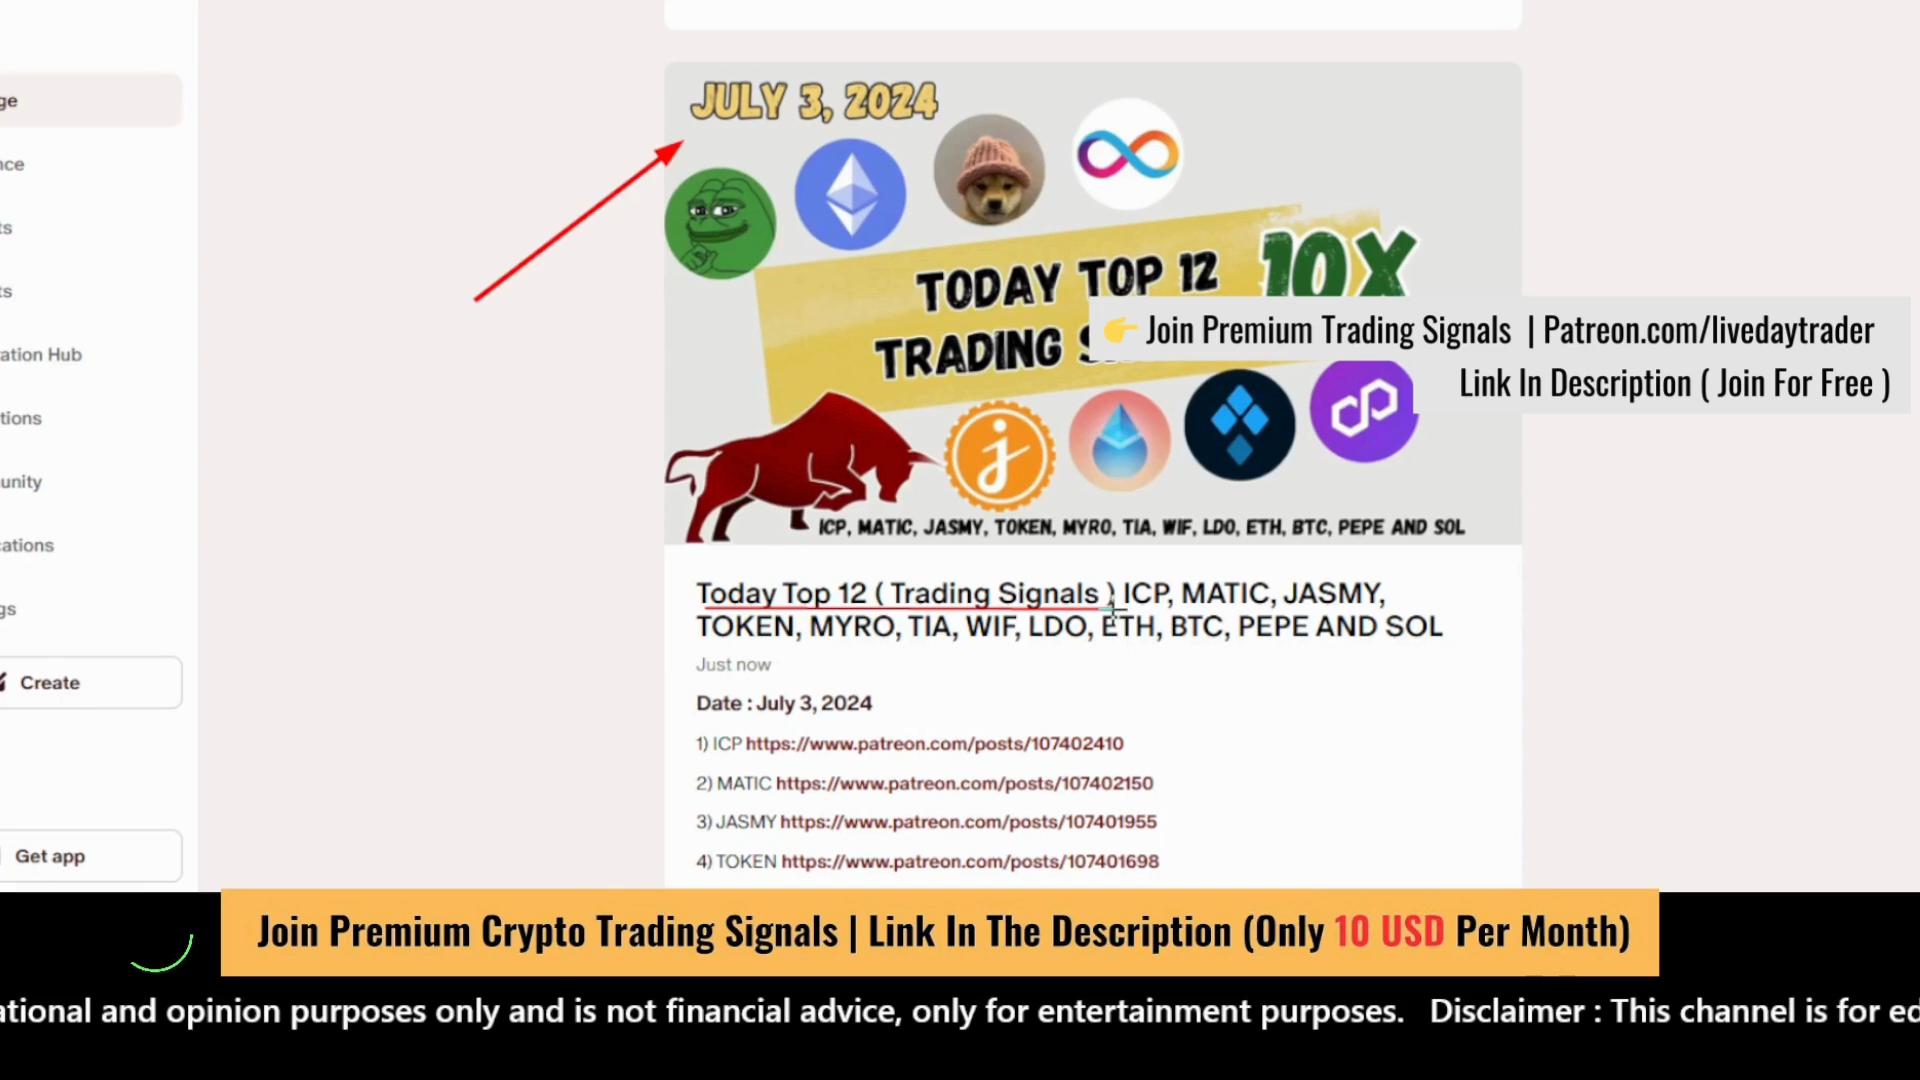 ge
nce
ts
ts
ation Hub
tions
unity
cations
gs
Create
Get app
JULY 3, 2024
TODAY TOP 12 10X
TRADING S
👉 Join Premium Trading Signals | Patreon.com/livedaytrader
Link In Description ( Join For Free )
ICP, MATIC, JASMY, TOKEN, MYRO, TIA, WIF, LDO, ETH, BTC, PEPE AND SOL
Today Top 12 ( Trading Signals ) ICP, MATIC, JASMY,
TOKEN, MYRO, TIA, WIF, LDO, ETH, BTC, PEPE AND SOL
Just now
Date : July 3, 2024
1) ICP https://www.patreon.com/posts/107402410
2) MATIC https://www.patreon.com/posts/107402150
3) JASMY https://www.patreon.com/posts/107401955
4) TOKEN https://www.patreon.com/posts/107401698
Join Premium Crypto Trading Signals | Link In The Description (Only 10 USD Per Month)
ational and opinion purposes only and is not financial advice, only for entertainment purposes. Disclaimer : This channel is for ed